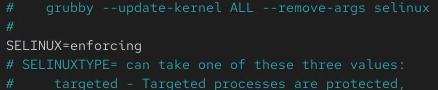 #    grubby --update-kernel ALL --remove-args selinux
#
SELINUX=enforcing
# SELINUXTYPE= can take one of these three values:
#     targeted - Targeted processes are protected,